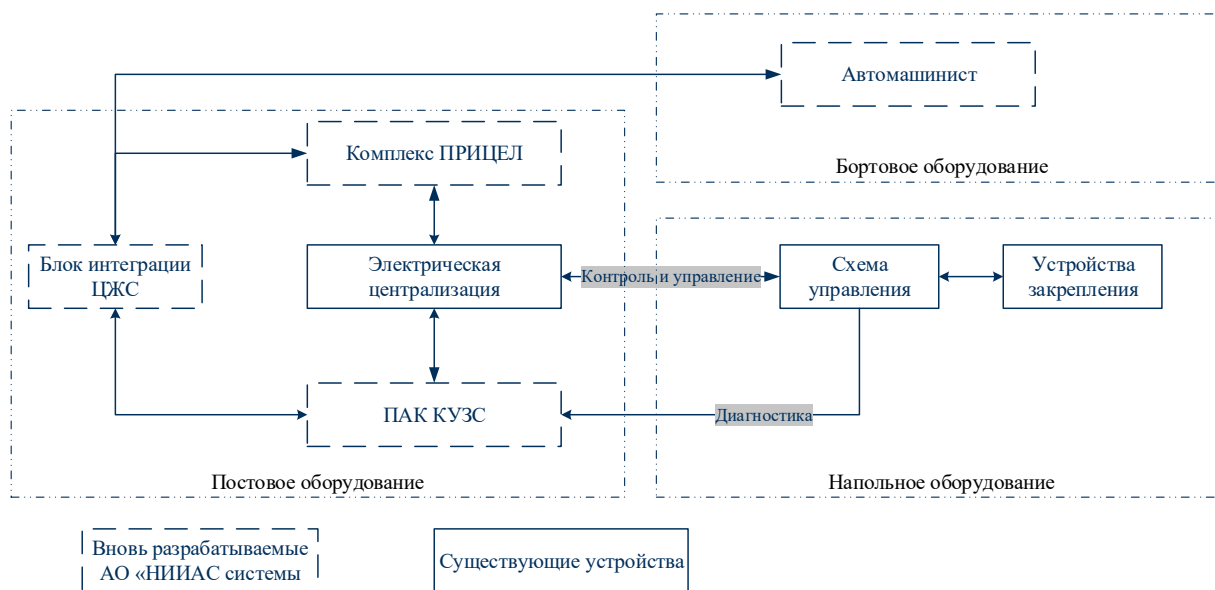 Автомашинист
Бортовое оборудование
Комплекс ПРИЦЕЛ
Блок интеграции
ЦЖС
Электрическая
централизация
Контроль и управление
Схема
управления
Устройства
закрепления
ПАК КУЗС
Диагностика
Постовое оборудование
Напольное оборудование
Вновь разрабатываемые
АО «НИИАС системы
Существующие устройства